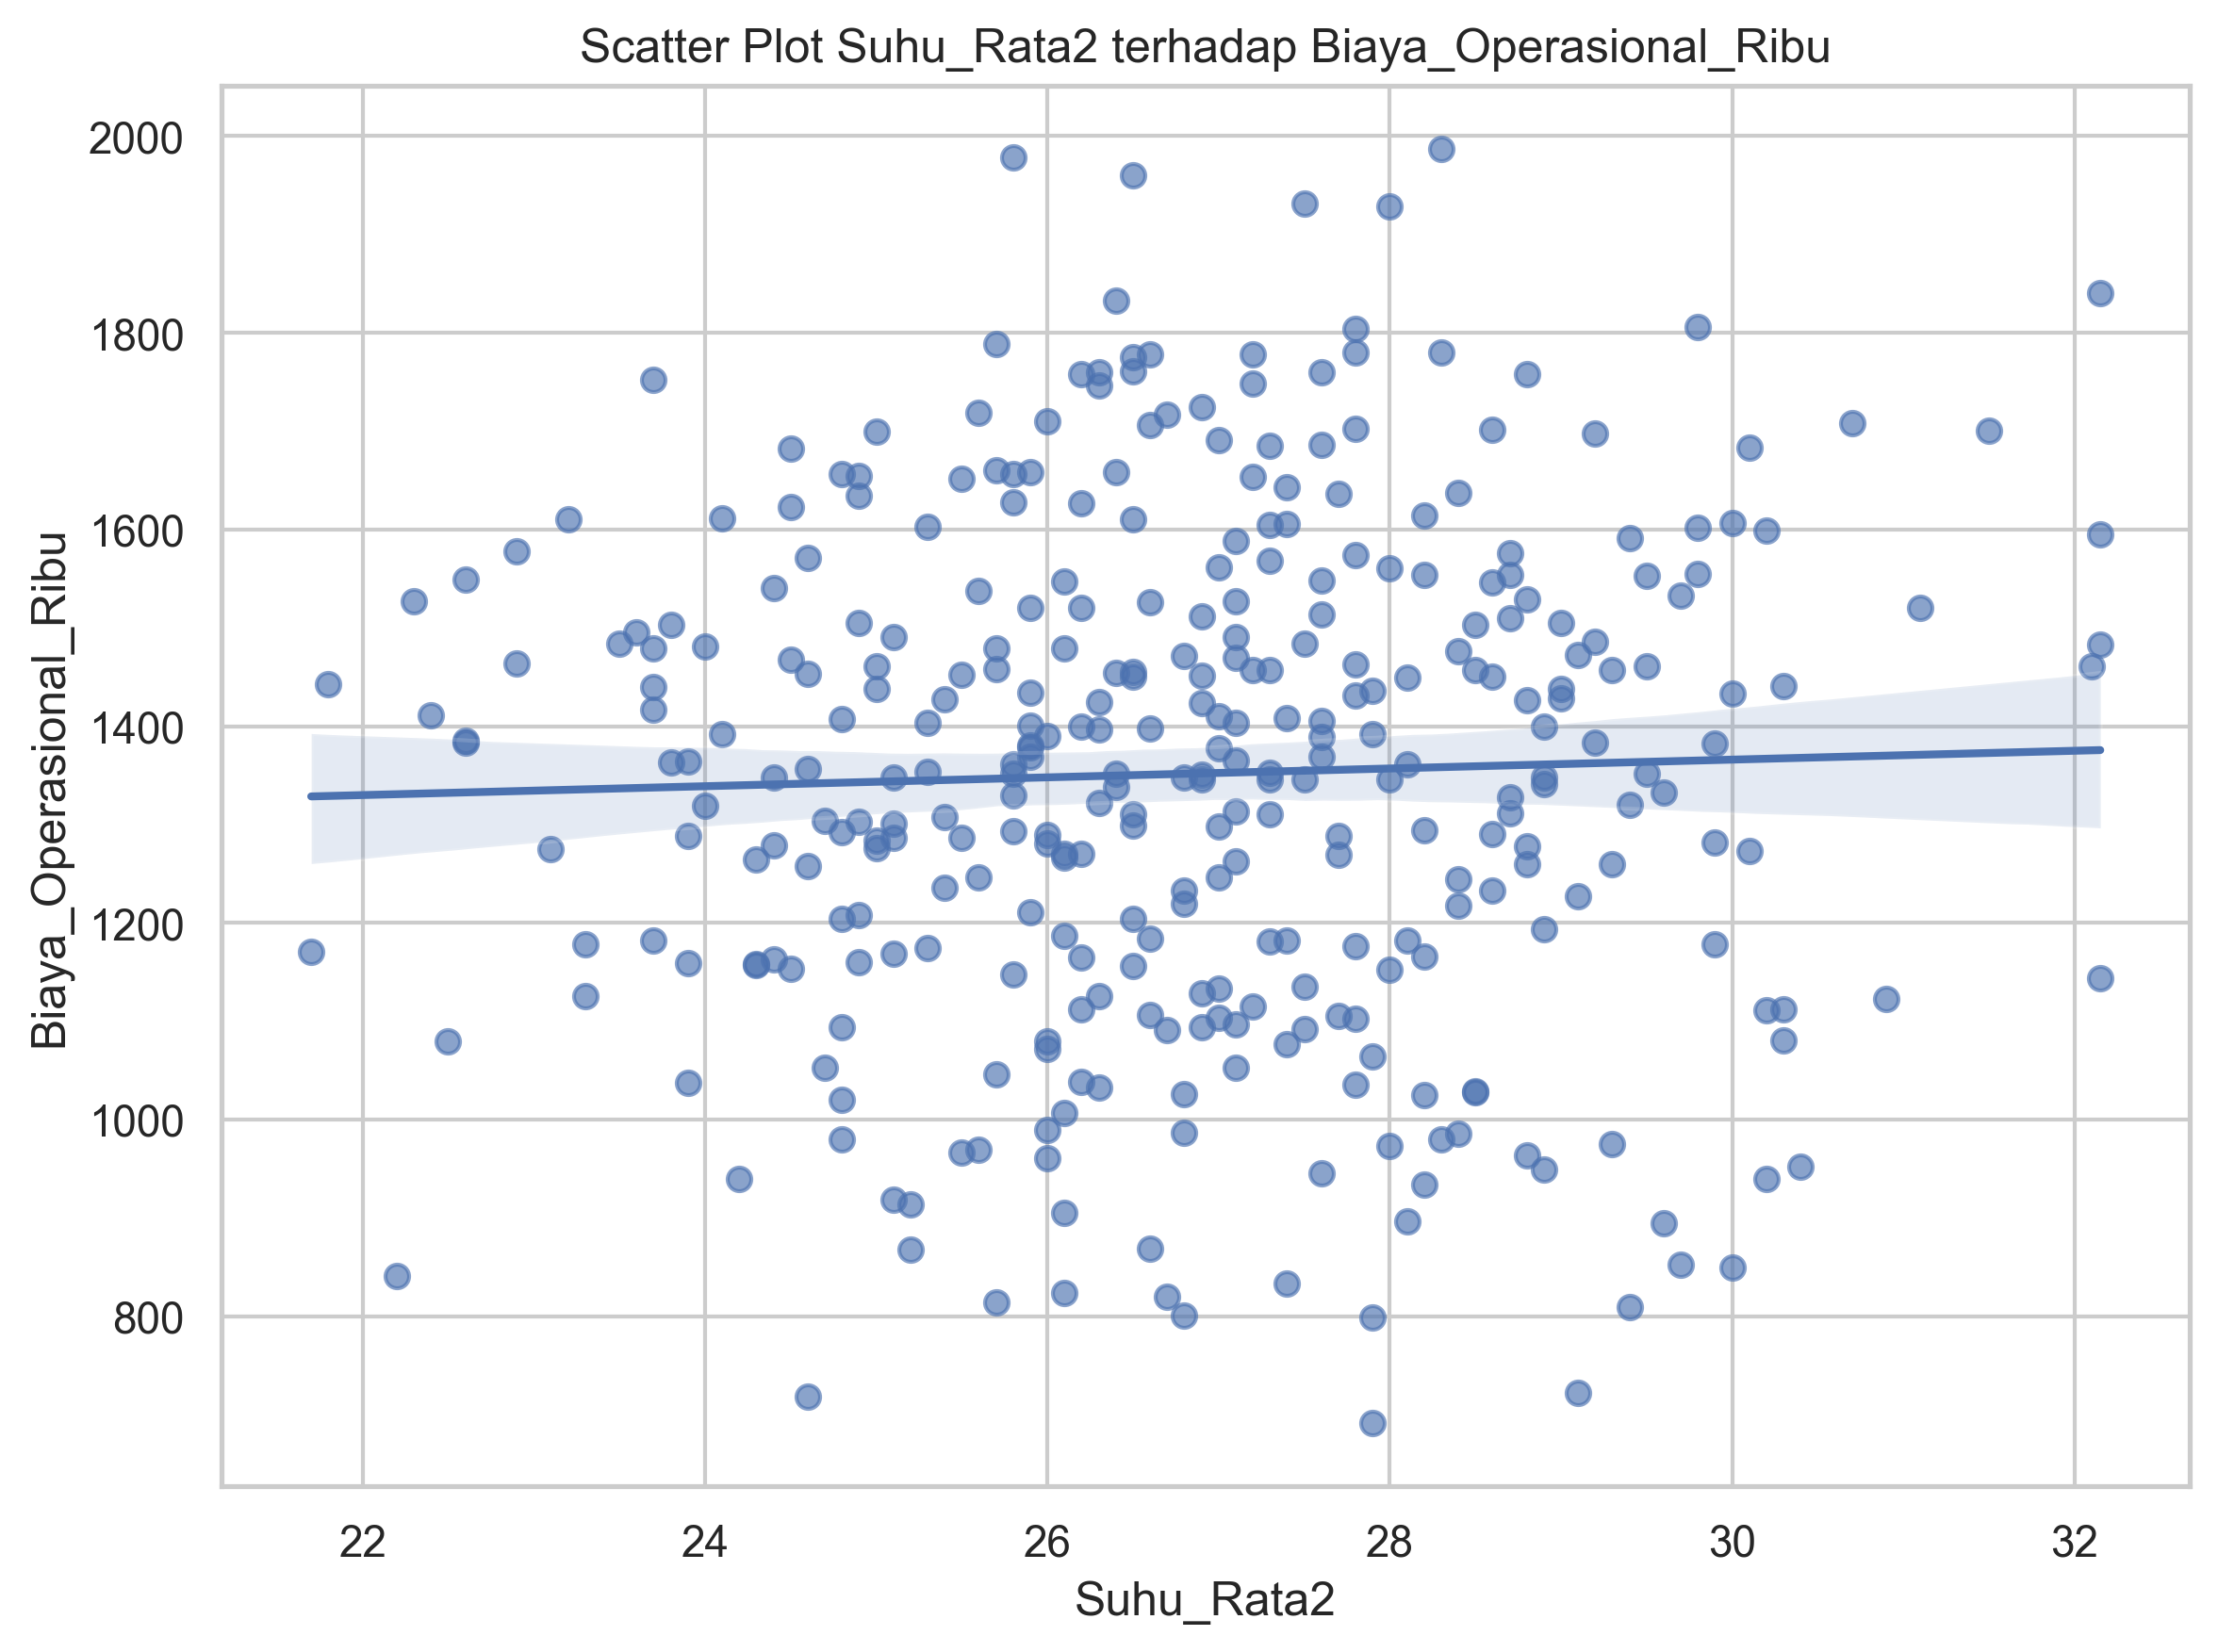 Scatter Plot Suhu_Rata2 terhadap Biaya_Operasional_Ribu
Biaya_Operasional_Ribu
2000
1800
1600
1400
1200
1000
800
22 24 26 28 30 32
Suhu_Rata2